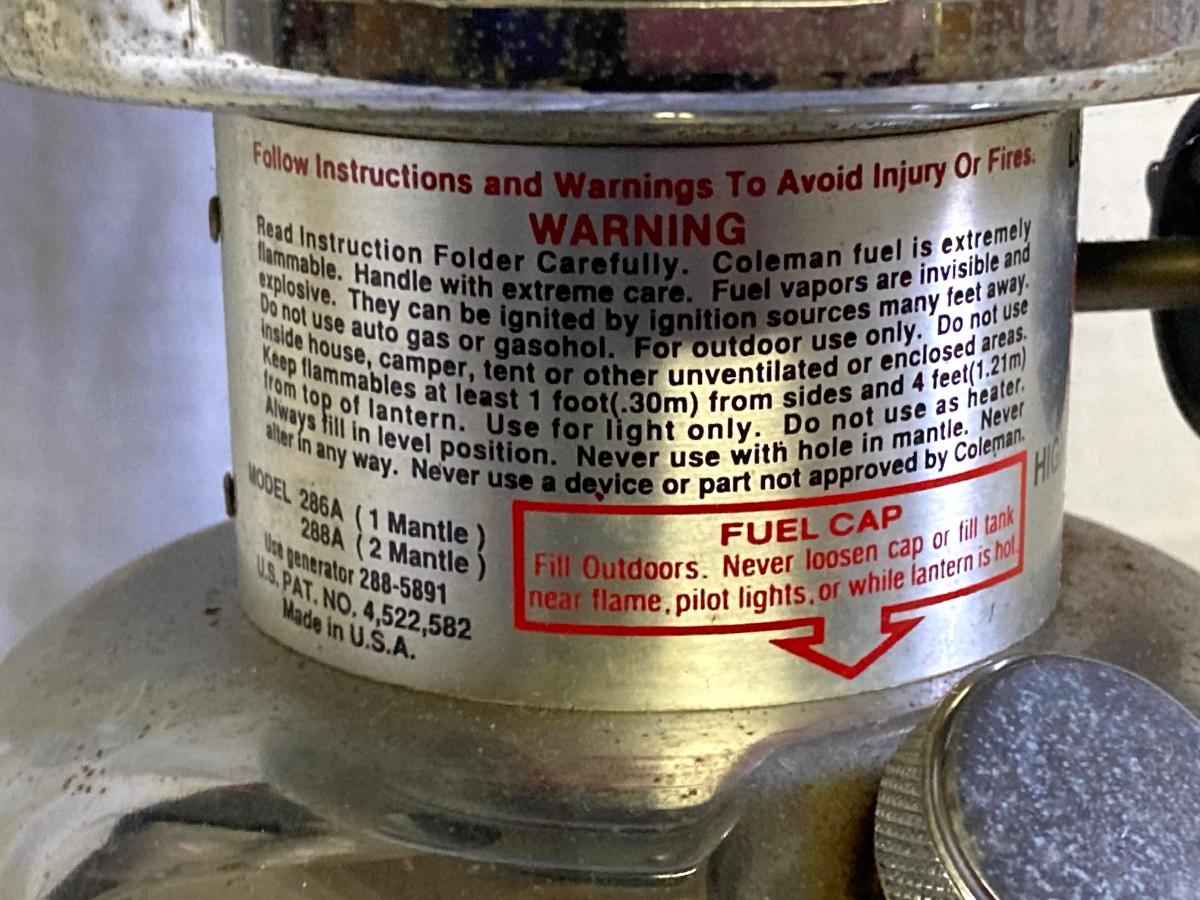 Follow Instructions and Warnings To Avoid Injury Or Fires.
WARNING
Read Instruction Folder Carefully. Coleman fuel is extremely
flammable. Handle with extreme care. Fuel vapors are invisible and
explosive. They can be ignited by ignition sources many feet away.
Do not use auto gas or gasohol. For outdoor use only. Do not use
inside house, camper, tent or other unventilated or enclosed areas.
Keep flammables at least 1 foot(.30m) from sides and 4 feet(1.21m)
from top of lantern. Use for light only. Do not use as heater.
Always fill in level position. Never use with hole in mantle. Never
alter in any way. Never use a device or part not approved by Coleman.
MODEL 286A ( 1 Mantle )
288A ( 2 Mantle )
Use generator 288-5891
U.S. PAT. NO. 4,522,582
Made in U.S.A.
FUEL CAP
Fill Outdoors. Never loosen cap or fill tank
near flame, pilot lights, or while lantern is hot.